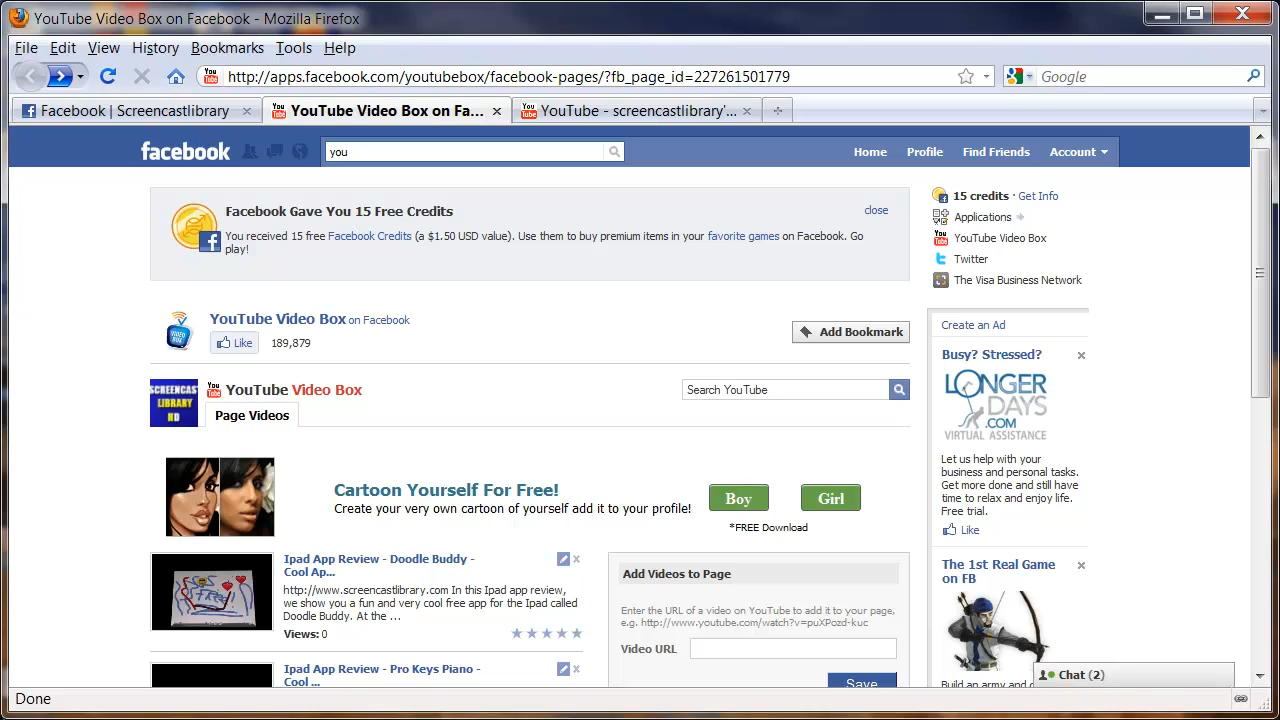 YouTube Video Box on Facebook - Mozilla Firefox
File Edit View History Bookmarks Tools Help
http://apps.facebook.com/youtubebox/facebook-pages/?fb_page_id=227261501779
Google
Facebook | Screencastlibrary
YouTube Video Box on Fa...
YouTube - screencastlibrary'...
facebook
you
Home Profile Find Friends Account
Facebook Gave You 15 Free Credits
close
You received 15 free Facebook Credits (a $1.50 USD value). Use them to buy premium items in your favorite games on Facebook. Go
play!
15 credits · Get Info
Applications
YouTube Video Box
Twitter
The Visa Business Network
YouTube Video Box on Facebook
Like 189,879
Add Bookmark
SCREENCAST
LIBRARY
HD
You Tube YouTube Video Box
Search YouTube
Page Videos
Cartoon Yourself For Free!
Create your very own cartoon of yourself add it to your profile!
Boy Girl
*FREE Download
Ipad App Review - Doodle Buddy -
Cool Ap...
http://www.screencastlibrary.com In this Ipad app review,
we show you a fun and very cool free app for the Ipad called
Doodle Buddy. At the ...
Views: 0
Ipad App Review - Pro Keys Piano -
Cool ...
Add Videos to Page
Enter the URL of a video on YouTube to add it to your page,
e.g. http://www.youtube.com/watch?v=puXPozd-kuc
Video URL
Save
Create an Ad
Busy? Stressed?
LONGER
DAYS
.COM
VIRTUAL ASSISTANCE
Let us help with your
business and personal tasks.
Get more done and still have
time to relax and enjoy life.
Free trial.
Like
The 1st Real Game
on FB
Build an army and
Chat (2)
Done